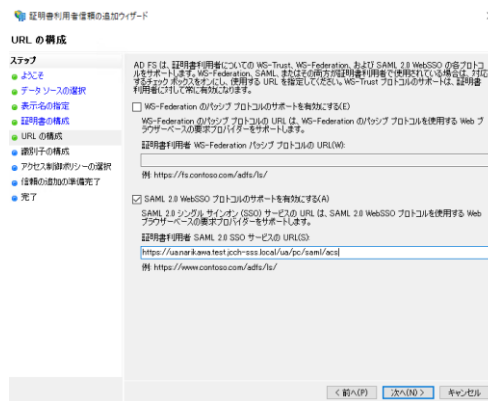 証明書利用者信頼の追加ウィザード
URL の構成
ステップ
ようこそ
データ ソースの選択
表示名の指定
証明書の構成
URL の構成
識別子の構成
アクセス制御ポリシーの選択
信頼の追加の準備完了
完了
AD FS は、証明書利用者についての WS-Trust、WS-Federation、および SAML 2.0 WebSSO の各プロトコ
ルをサポートします。WS-Federation、SAML、またはその両方が証明書利用者で使用されている場合は、対応
するチェック ボックスをオンにし、使用する URL を指定してください。WS-Trust プロトコルのサポートは、証明書
利用者に対して常に有効になります。
WS-Federation のパッシブ プロトコルのサポートを有効にする(E)
WS-Federation のパッシブ プロトコルの URL は、WS-Federation のパッシブ プロトコルを使用する Web ブ
ラウザーベースの要求プロバイダーをサポートします。
証明書利用者 WS-Federation パッシブ プロトコルの URL(W):
例: https://fs.contoso.com/adfs/ls/
SAML 2.0 WebSSO プロトコルのサポートを有効にする(A)
SAML 2.0 シングル サインオン (SSO) サービスの URL は、SAML 2.0 WebSSO プロトコルを使用する Web
ブラウザーベースの要求プロバイダーをサポートします。
証明書利用者 SAML 2.0 SSO サービスの URL(S):
https://ua.narikawa.test.jcch-sss.local/ua/pc/saml/acs
例: https://www.contoso.com/adfs/ls/
< 前へ(P)
次へ(N) >
キャンセル